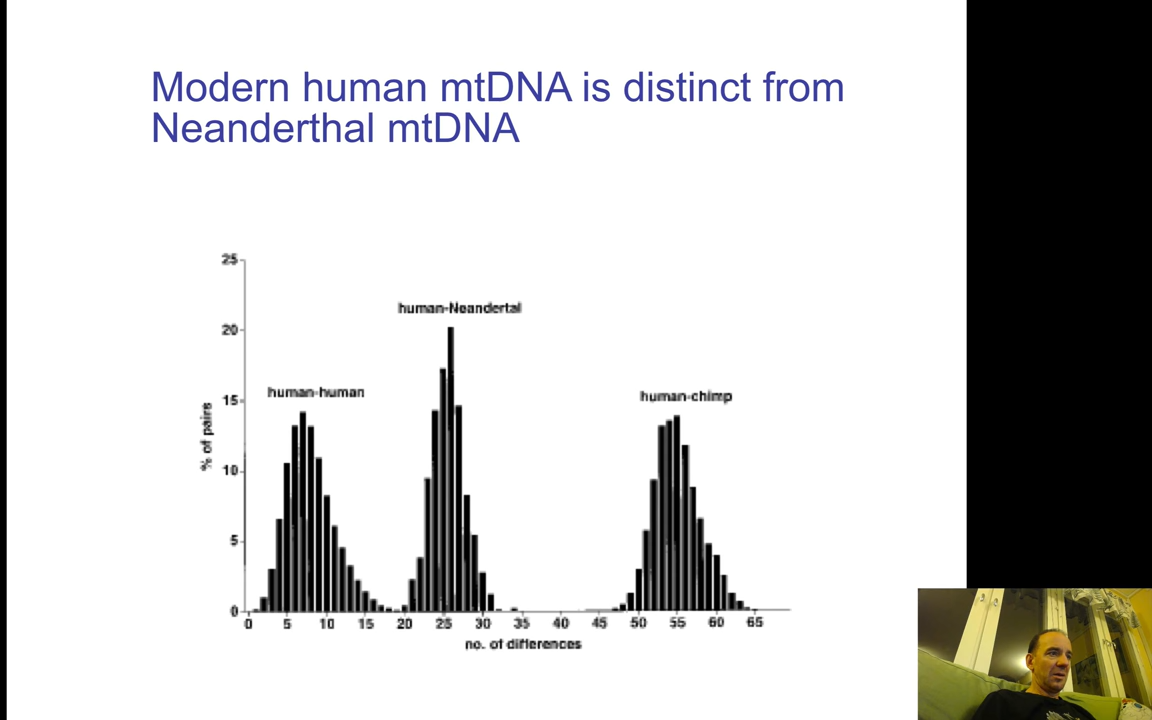 Modern human mtDNA is distinct from
Neanderthal mtDNA
25
human-Neandertal
20
human-human
human-chimp
15
% of pairs
10
5
0
0 5 10 15 20 25 30 35 40 45 50 55 60 65
no. of differences